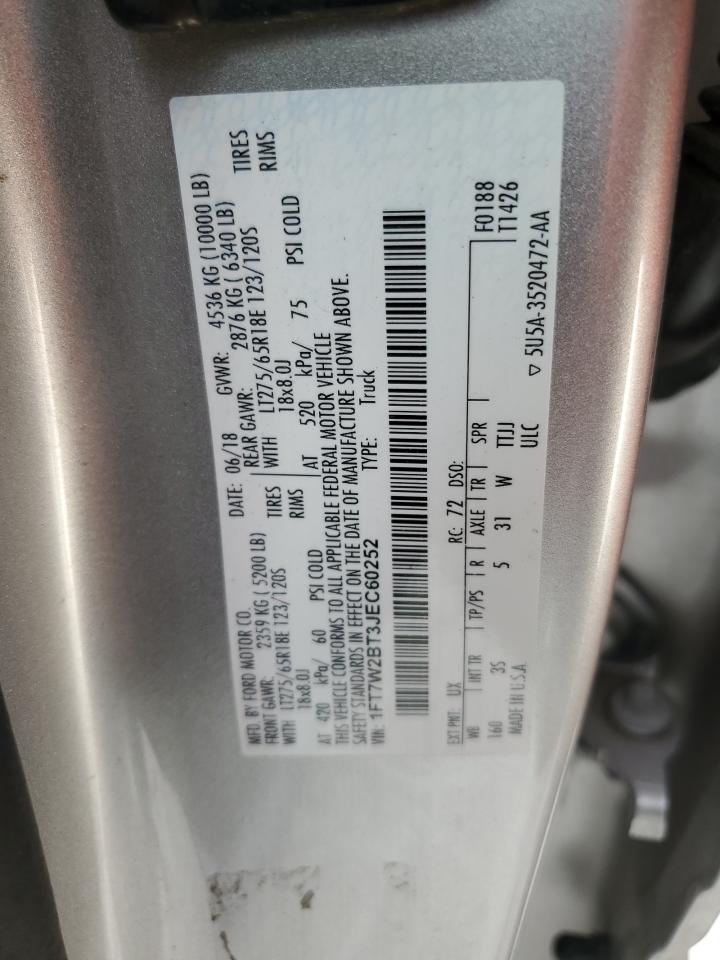 MFD. BY FORD MOTOR CO.
DATE: 06/18 GVWR: 4536 KG (10000 LB)
FRONT GAWR: 2359 KG ( 5200 LB) REAR GAWR: 2876 KG ( 6340 LB)
WITH LT275/65R18E 123/120S TIRES WITH LT275/65R18E 123/120S TIRES
18x8.0J RIMS 18x8.0J RIMS
AT 420 kPa/ 60 PSI COLD AT 520 kPa/ 75 PSI COLD
THIS VEHICLE CONFORMS TO ALL APPLICABLE FEDERAL MOTOR VEHICLE
SAFETY STANDARDS IN EFFECT ON THE DATE OF MANUFACTURE SHOWN ABOVE.
VIN: 1FT7W2BT3JEC60252 TYPE: Truck
EXT PNT: UX RC: 72 DSO: F0188
WB INT TR TP/PS R AXLE TR SPR T1426
160 3S 5 31 W TTJJ
MADE IN U.S.A. ULC ▽ 5U5A-3520472-AA